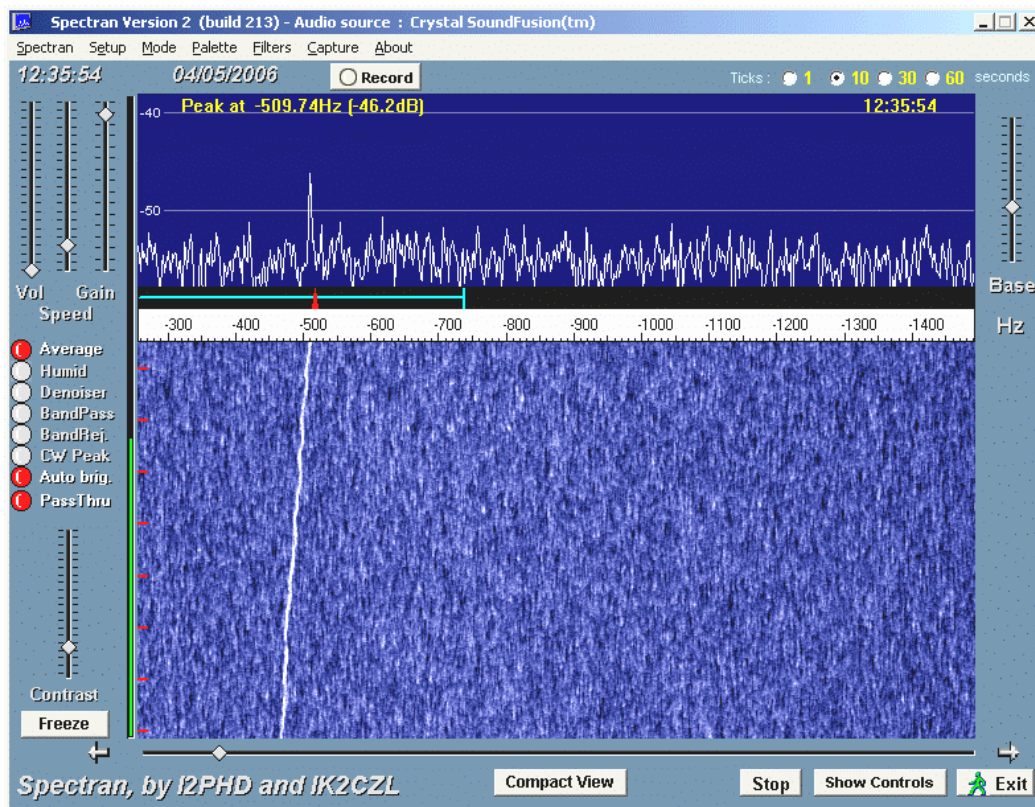 Spectran Version 2 (build 213) - Audio source : Crystal SoundFusion(tm)
Spectran Setup Mode Palette Filters Capture About
12:35:54 04/05/2006 Record Ticks : 1 10 30 60 seconds
Peak at -509.74Hz (-46.2dB) 12:35:54
-40
-50
Vol Gain
Speed
Base
Hz
-300 -400 -500 -600 -700 -800 -900 -1000 -1100 -1200 -1300 -1400
Average
Humid
Denoiser
BandPass
BandRej.
CW Peak
Auto brig.
PassThru
Contrast
Freeze
Spectran, by I2PHD and IK2CZL Compact View Stop Show Controls Exit